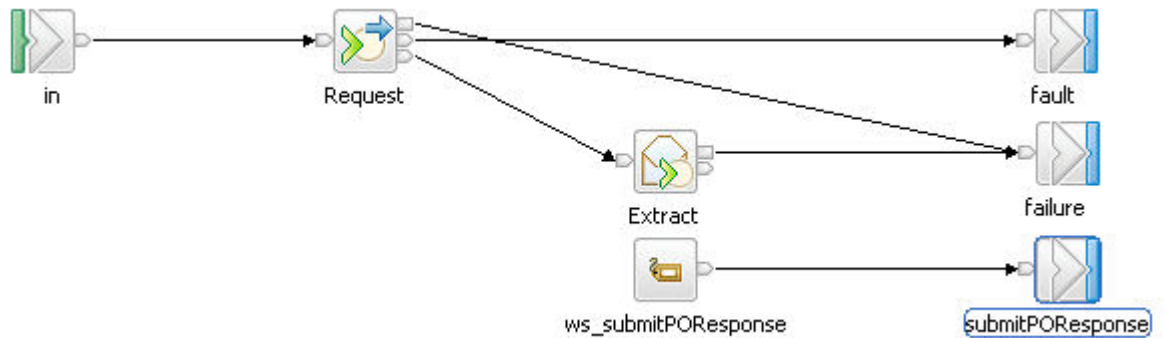 in
Request
fault
Extract
failure
ws_submitPOResponse
submitPOResponse